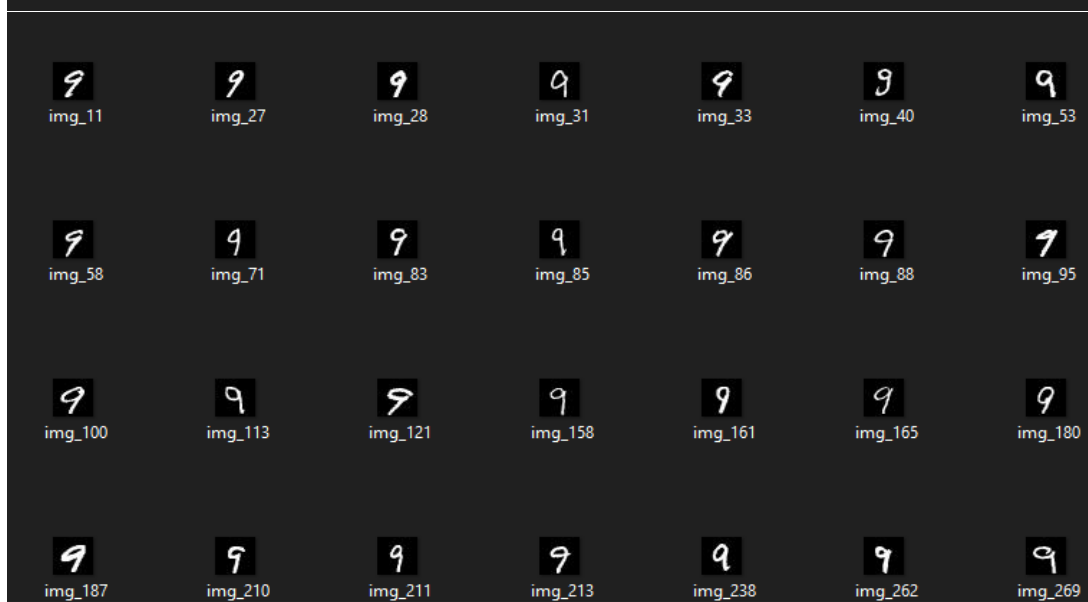 9 9 9 9 9 9 9
img_11 img_27 img_28 img_31 img_33 img_40 img_53
9 9 9 9 9 9 9
img_58 img_71 img_83 img_85 img_86 img_88 img_95
9 9 9 9 9 9 9
img_100 img_113 img_121 img_158 img_161 img_165 img_180
9 9 9 9 9 9 9
img_187 img_210 img_211 img_213 img_238 img_262 img_269